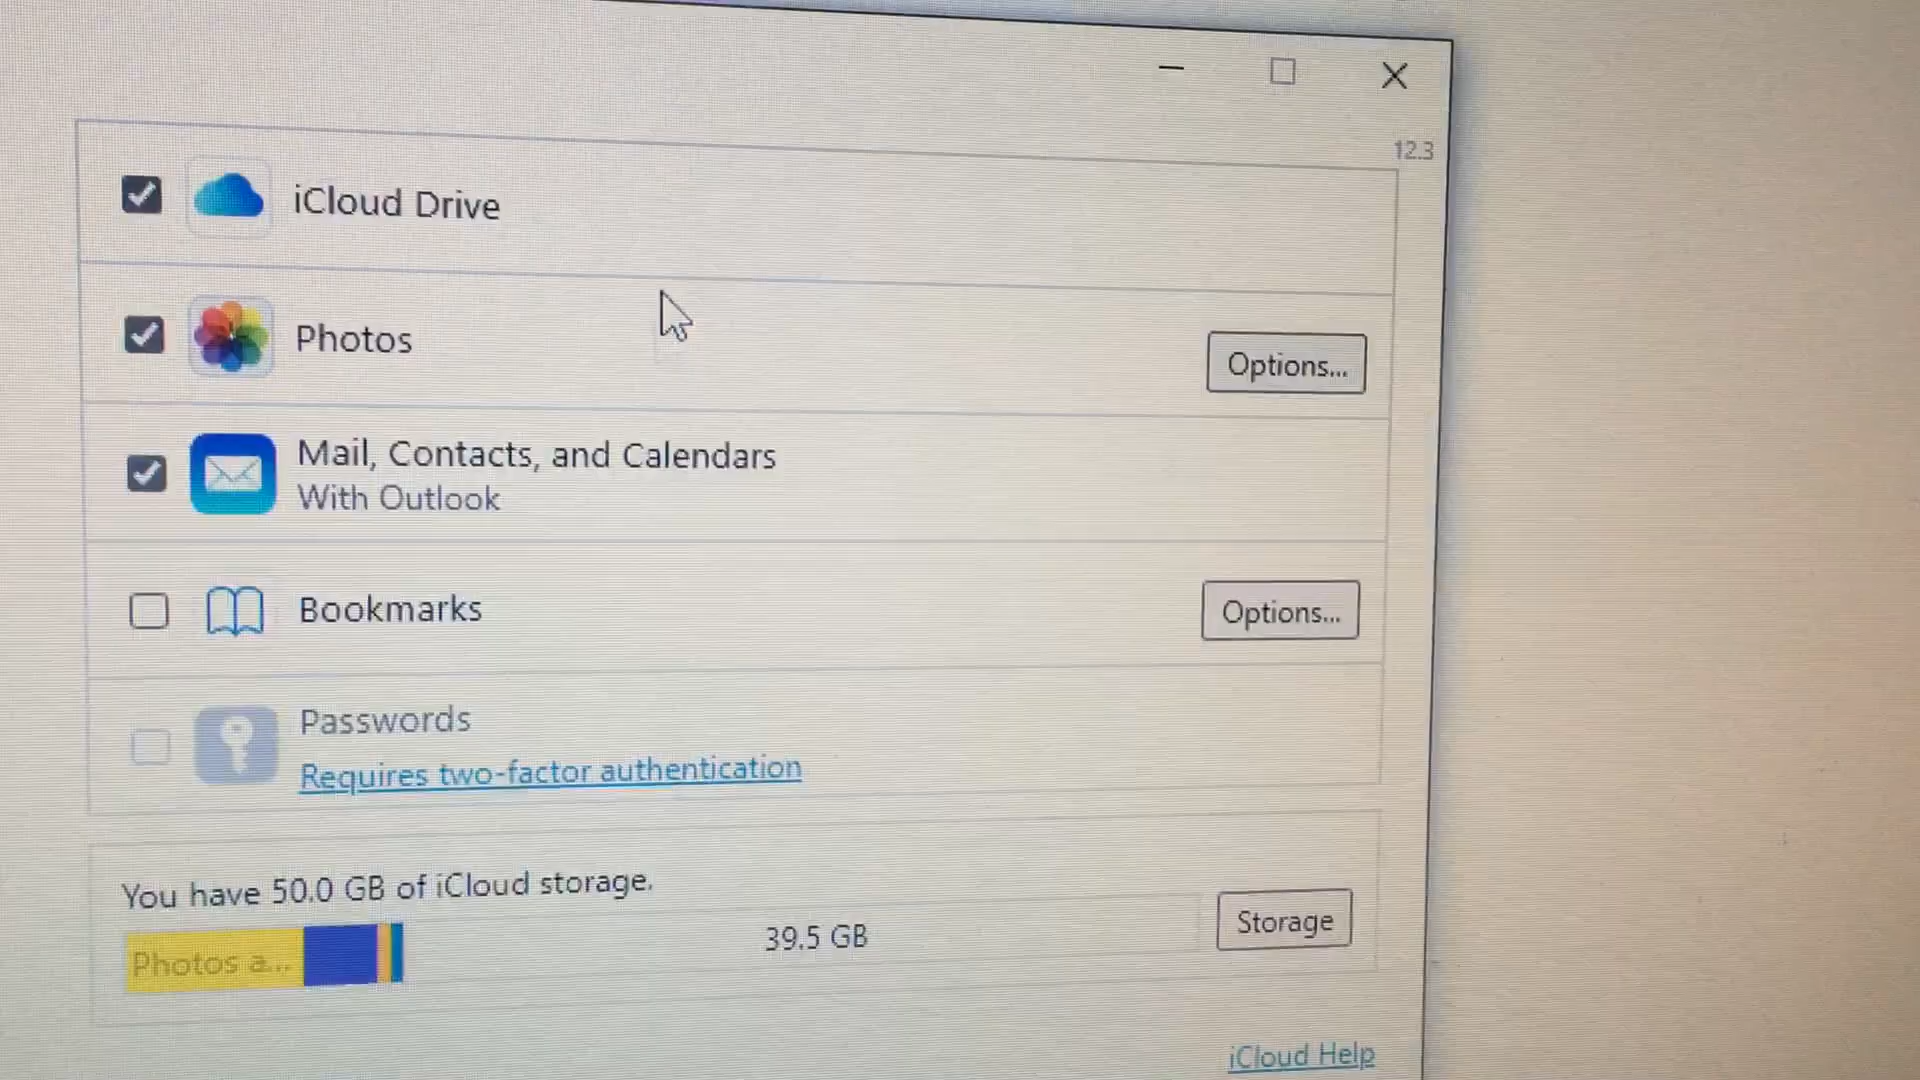 12.3
iCloud Drive
Photos
Options...
Mail, Contacts, and Calendars
With Outlook
Bookmarks
Options...
Passwords
Requires two-factor authentication
You have 50.0 GB of iCloud storage.
Photos a...
39.5 GB
Storage
iCloud Help